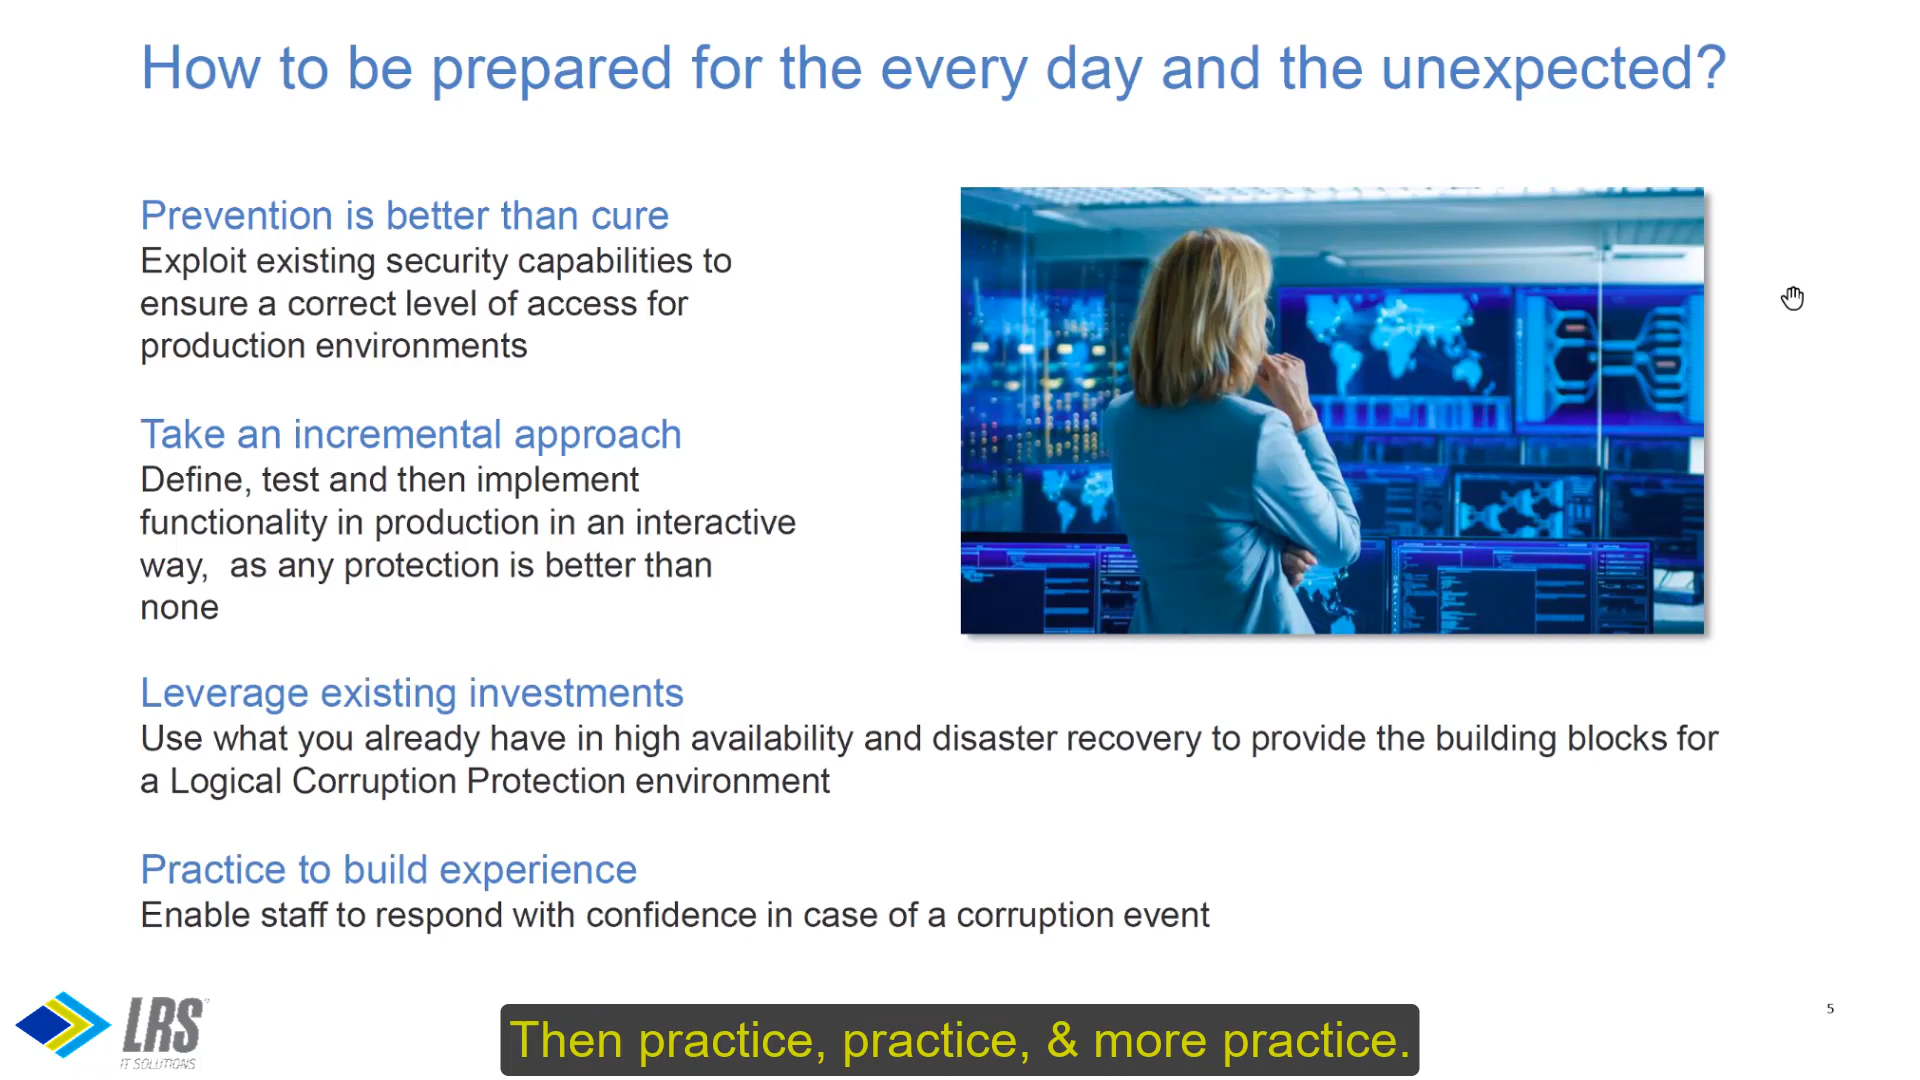 How to be prepared for the every day and the unexpected?
Prevention is better than cure
Exploit existing security capabilities to
ensure a correct level of access for
production environments
Take an incremental approach
Define, test and then implement
functionality in production in an interactive
way,  as any protection is better than
none
Leverage existing investments
Use what you already have in high availability and disaster recovery to provide the building blocks for
a Logical Corruption Protection environment
Practice to build experience
Enable staff to respond with confidence in case of a corruption event
LRS
IT SOLUTIONS
Then practice, practice, & more practice.
5